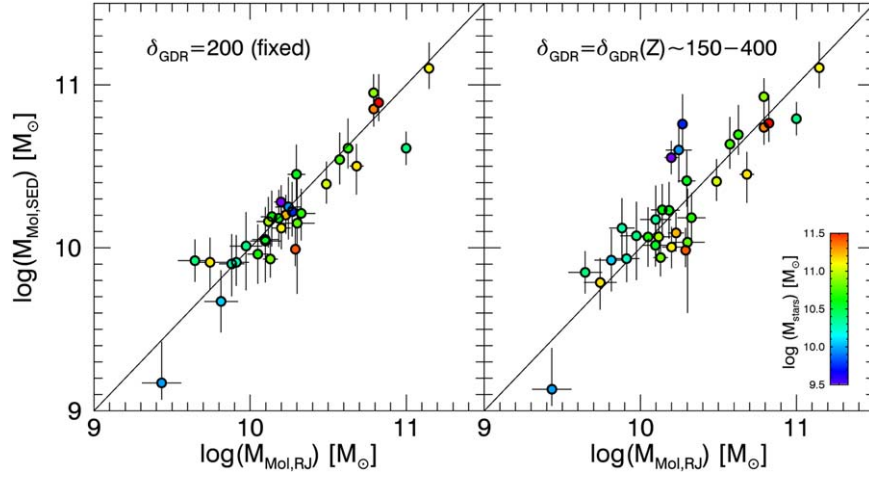 δGDR=200 (fixed)
δGDR=δGDR(Z)~150−400
log(MMol,SED) [M⊙]
11
10
9
11.5
11.0
10.5
10.0
9.5
log (Mstars) [M⊙]
9 10 11 10 11
log(MMol,RJ) [M⊙] log(MMol,RJ) [M⊙]